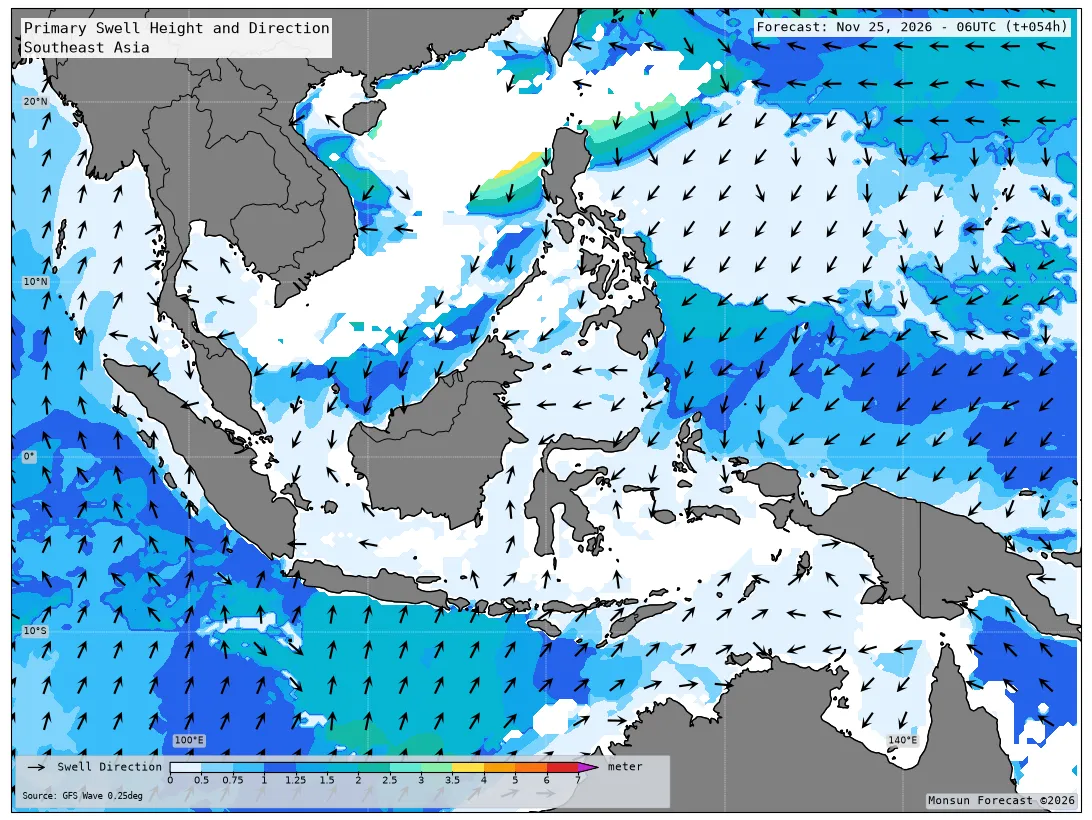 Primary Swell Height and Direction
Southeast Asia
Forecast: Nov 25, 2026 - 06UTC (t+054h)
20°N
10°N
0°
10°S
100°E
140°E
Swell Direction
meter
0 0.5 0.75 1 1.25 1.5 2 2.5 3 3.5 4 5 6 7
Source: GFS Wave 0.25deg
Monsun Forecast ©2026